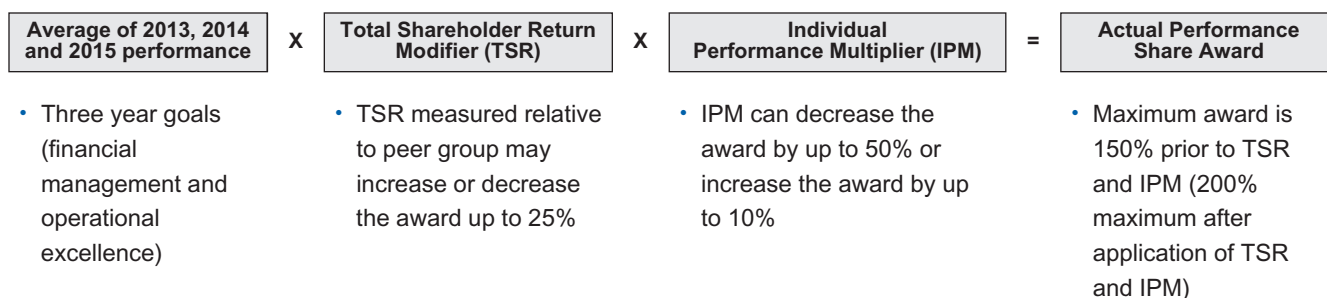 Average of 2013, 2014
and 2015 performance
X
Total Shareholder Return
Modifier (TSR)
X
Individual
Performance Multiplier (IPM)
=
Actual Performance
Share Award
• Three year goals
(financial
management and
operational
excellence)
• TSR measured relative
to peer group may
increase or decrease
the award up to 25%
• IPM can decrease the
award by up to 50% or
increase the award by up
to 10%
• Maximum award is
150% prior to TSR
and IPM (200%
maximum after
application of TSR
and IPM)